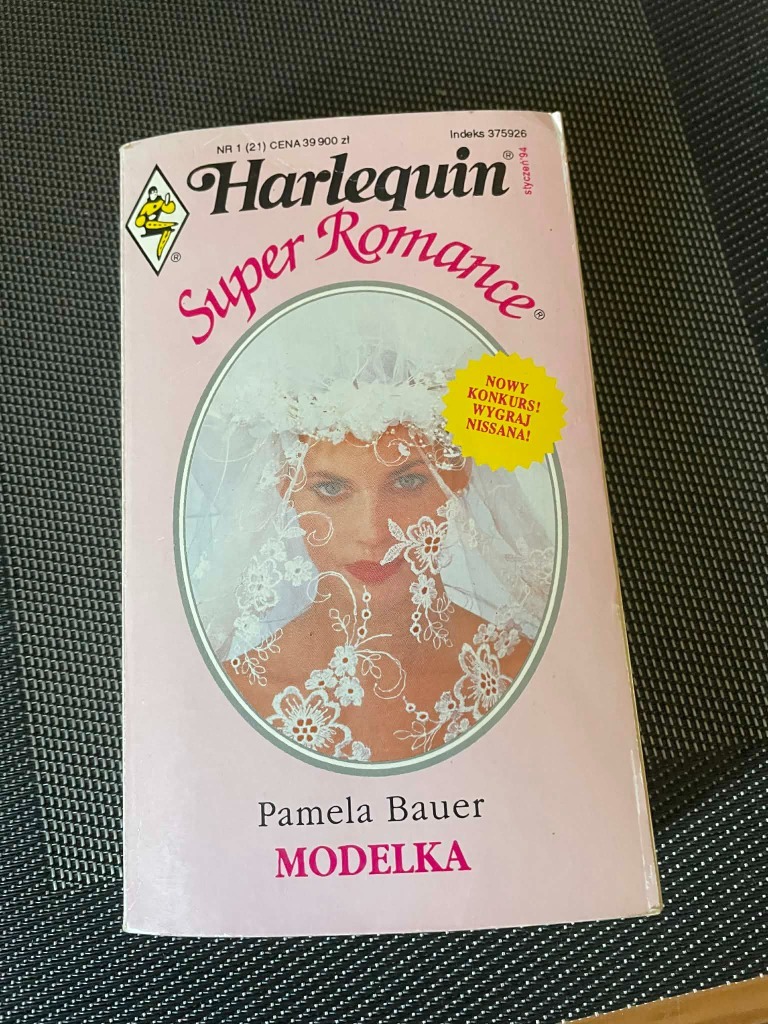 NR 1 (21) CENA 39 900 zł
Indeks 375926
styczeń'94
Harlequin®
®
Super Romance®
NOWY
KONKURS!
WYGRAJ
NISSANA!
Pamela Bauer
MODELKA